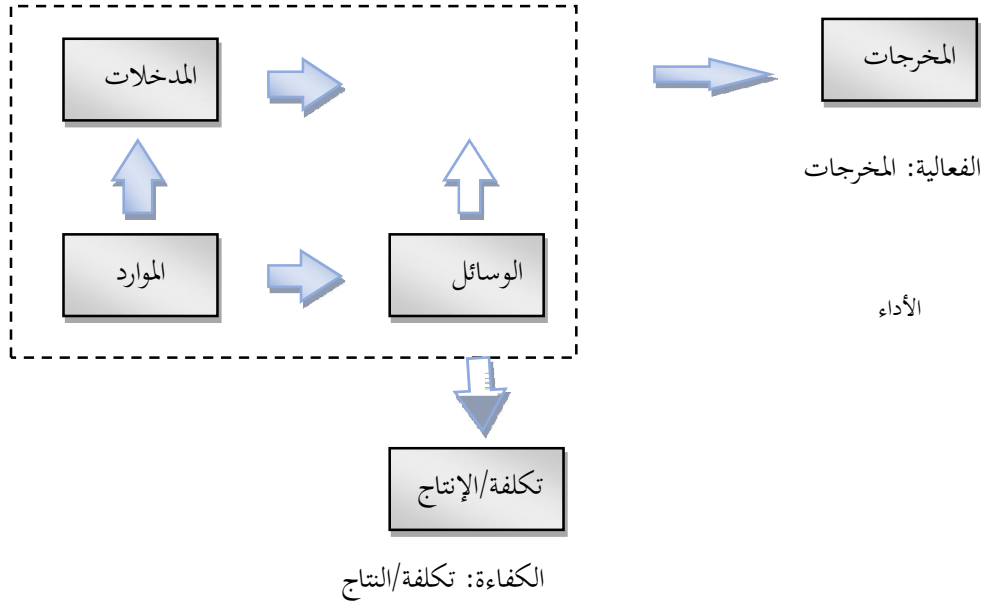 المخرجات
المدخلات
الفعالية: المخرجات
الوسائل
الموارد
الأداء
تكلفة/الإنتاج
الكفاءة: تكلفة/النتاج